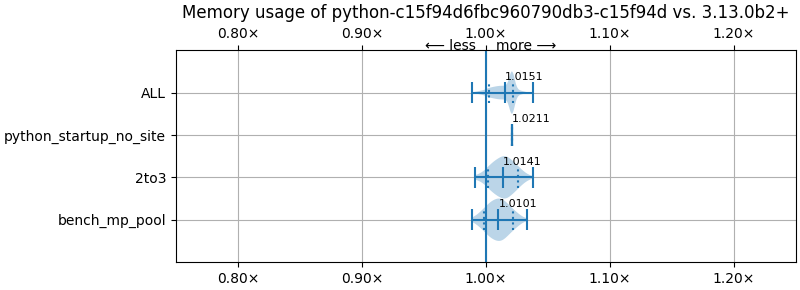 Memory usage of python-c15f94d6fbc960790db3-c15f94d vs. 3.13.0b2+
0.80× 0.90× 1.00× 1.10× 1.20×
⟵ less more ⟶
ALL 1.0151
python_startup_no_site 1.0211
2to3 1.0141
bench_mp_pool 1.0101
0.80× 0.90× 1.00× 1.10× 1.20×